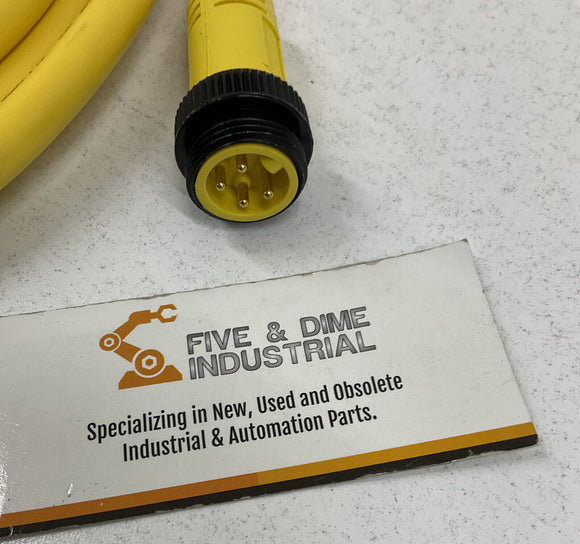 FIVE & DIME
INDUSTRIAL
Specializing in New, Used and Obsolete
Industrial & Automation Parts.